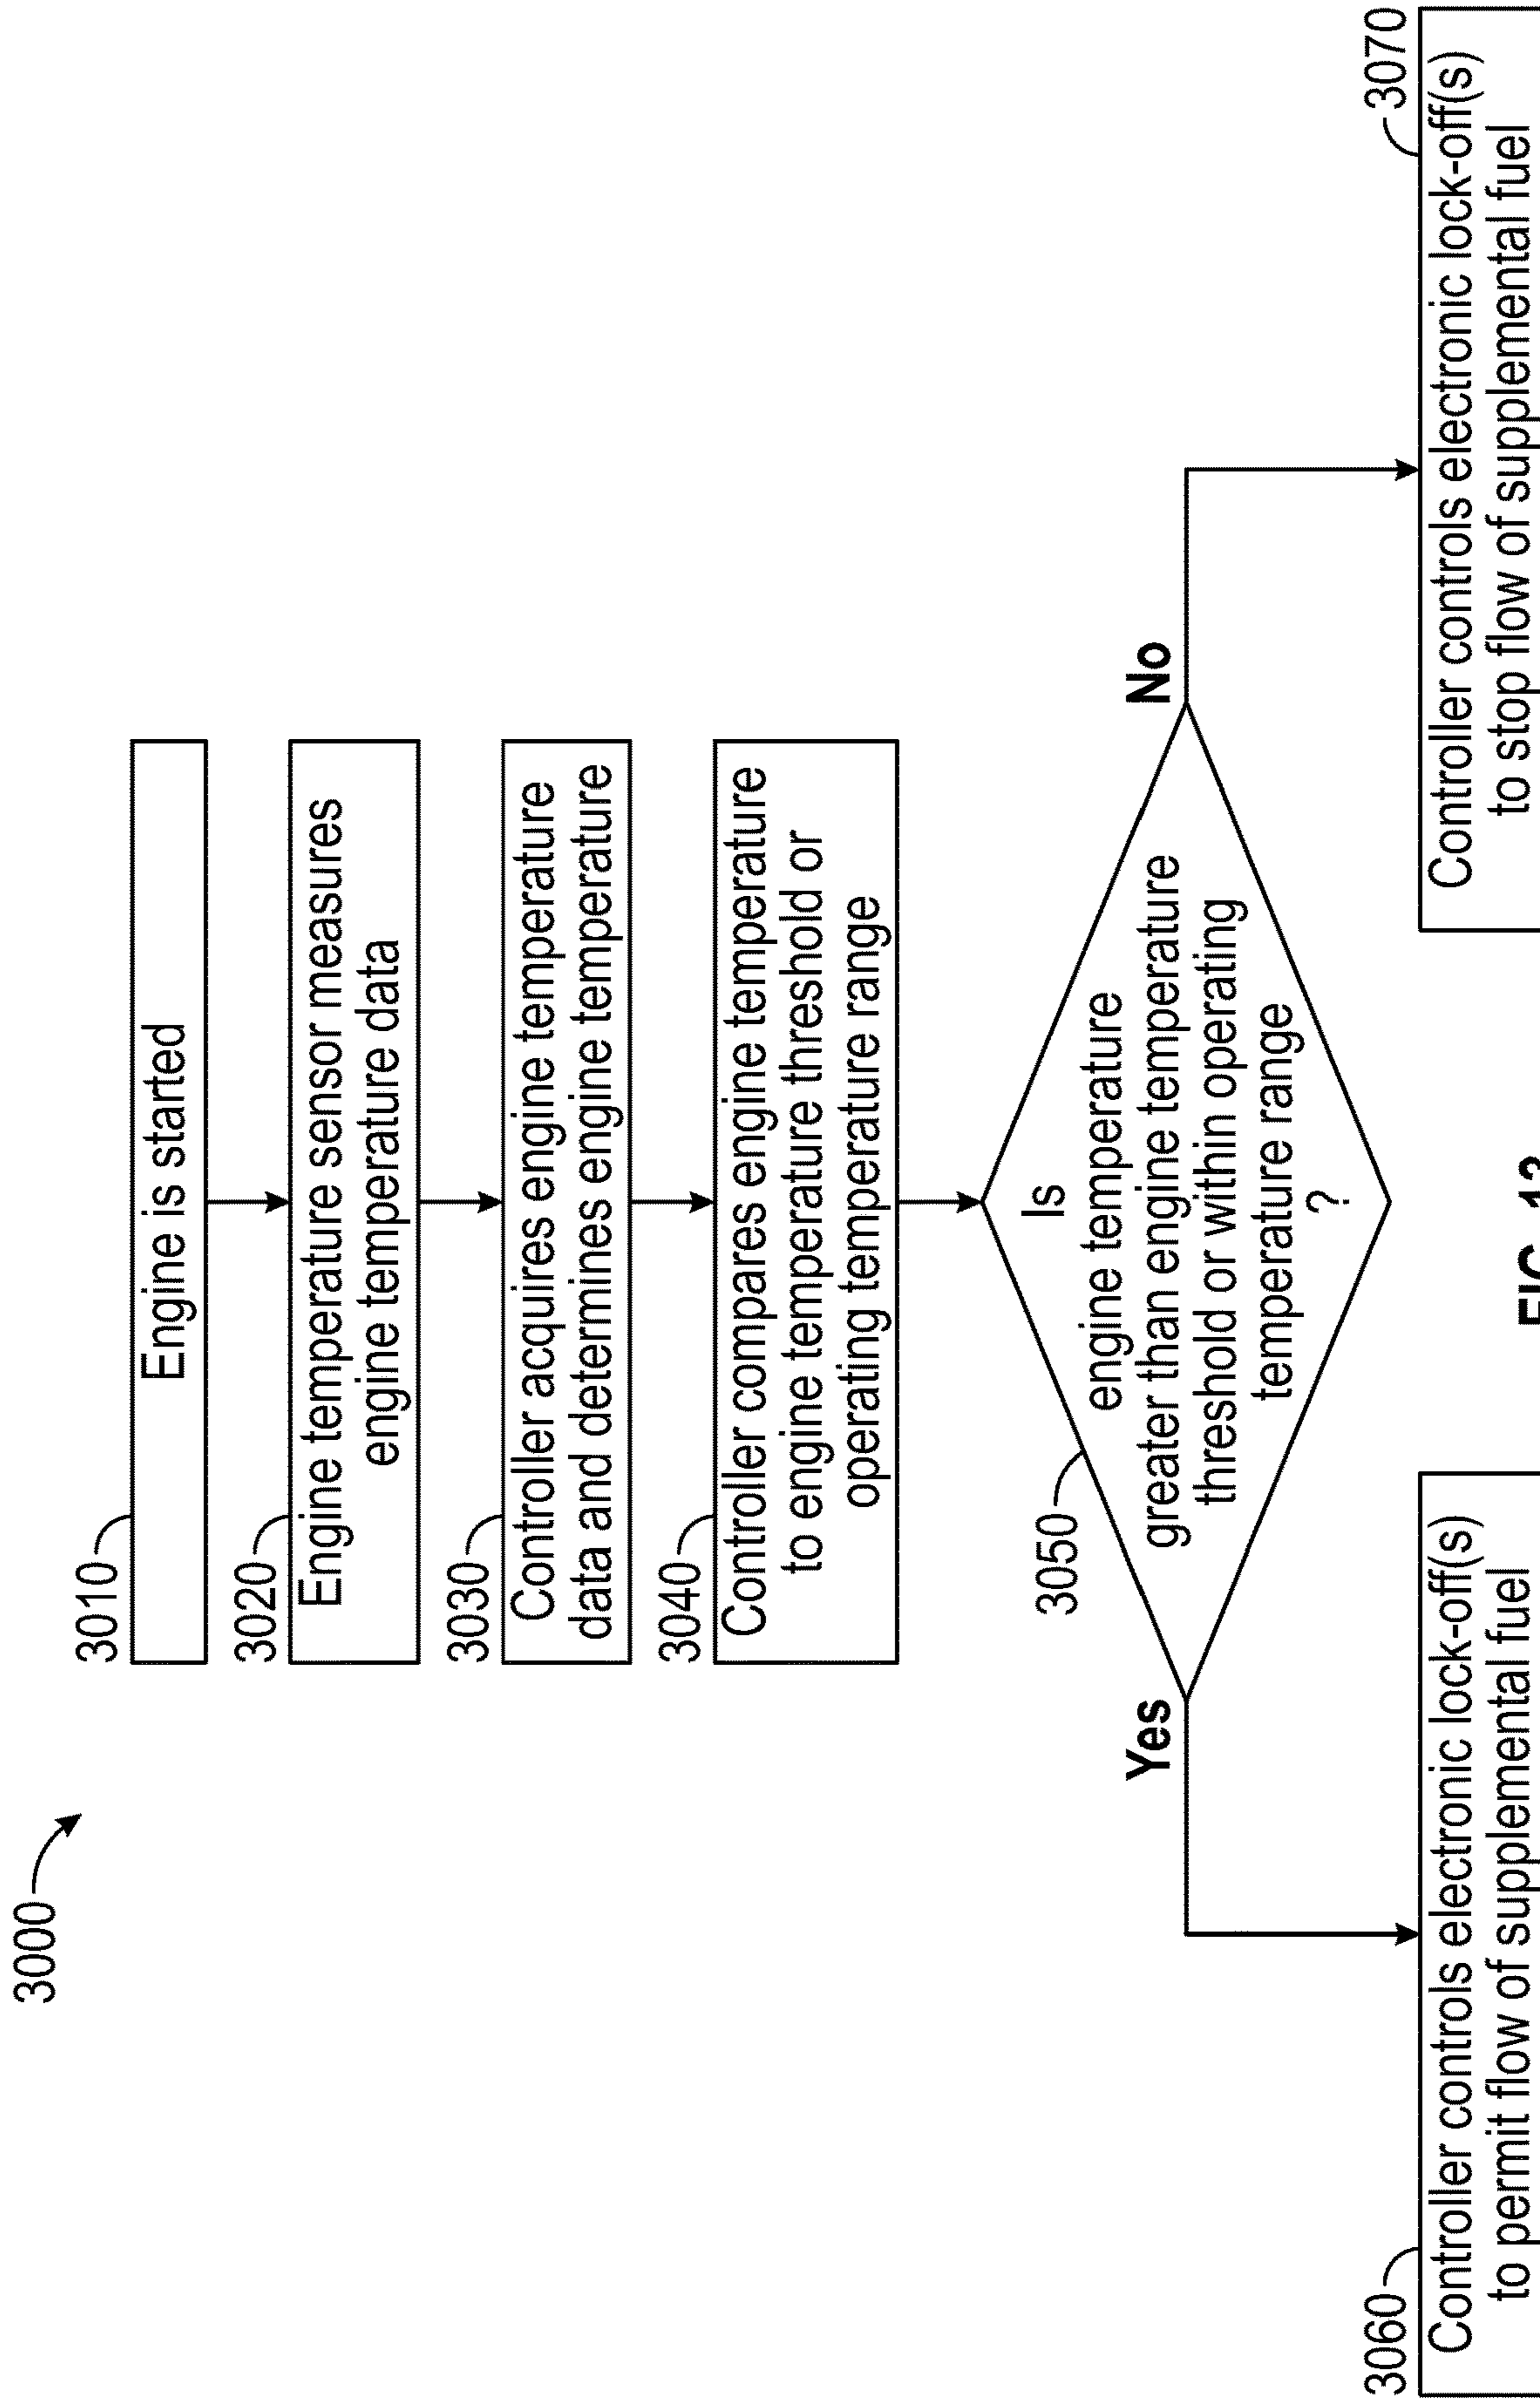 3000
3010
Engine is started
3020
Engine temperature sensor measures
engine temperature data
3030
Controller acquires engine temperature
data and determines engine temperature
3040
Controller compares engine temperature
to engine temperature threshold or
operating temperature range
3050
Is
engine temperature
greater than engine temperature
threshold or within operating
temperature range
?
Yes
No
3060
Controller controls electronic lock-off(s)
to permit flow of supplemental fuel
3070
Controller controls electronic lock-off(s)
to stop flow of supplemental fuel
FIG. 13